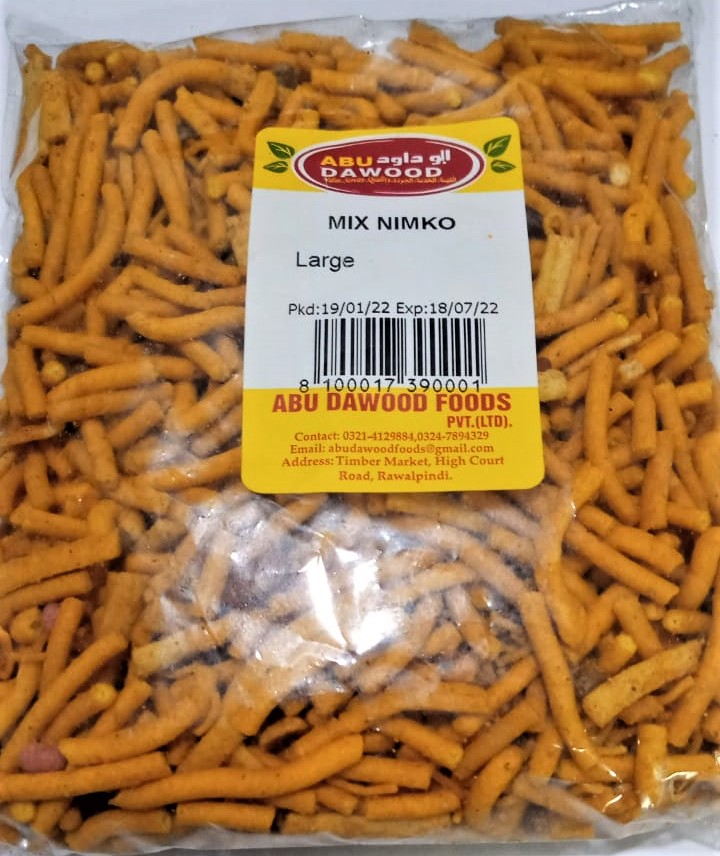 ABU ابو داود
DAWOOD
MIX NIMKO
Large
Pkd:19/01/22 Exp:18/07/22
8 100017 390001
ABU DAWOOD FOODS
PVT.(LTD).
Contact: 0321-4129884,0324-7894329
Email: abudawoodfoods@gmail.com
Address: Timber Market, High Court
Road, Rawalpindi.